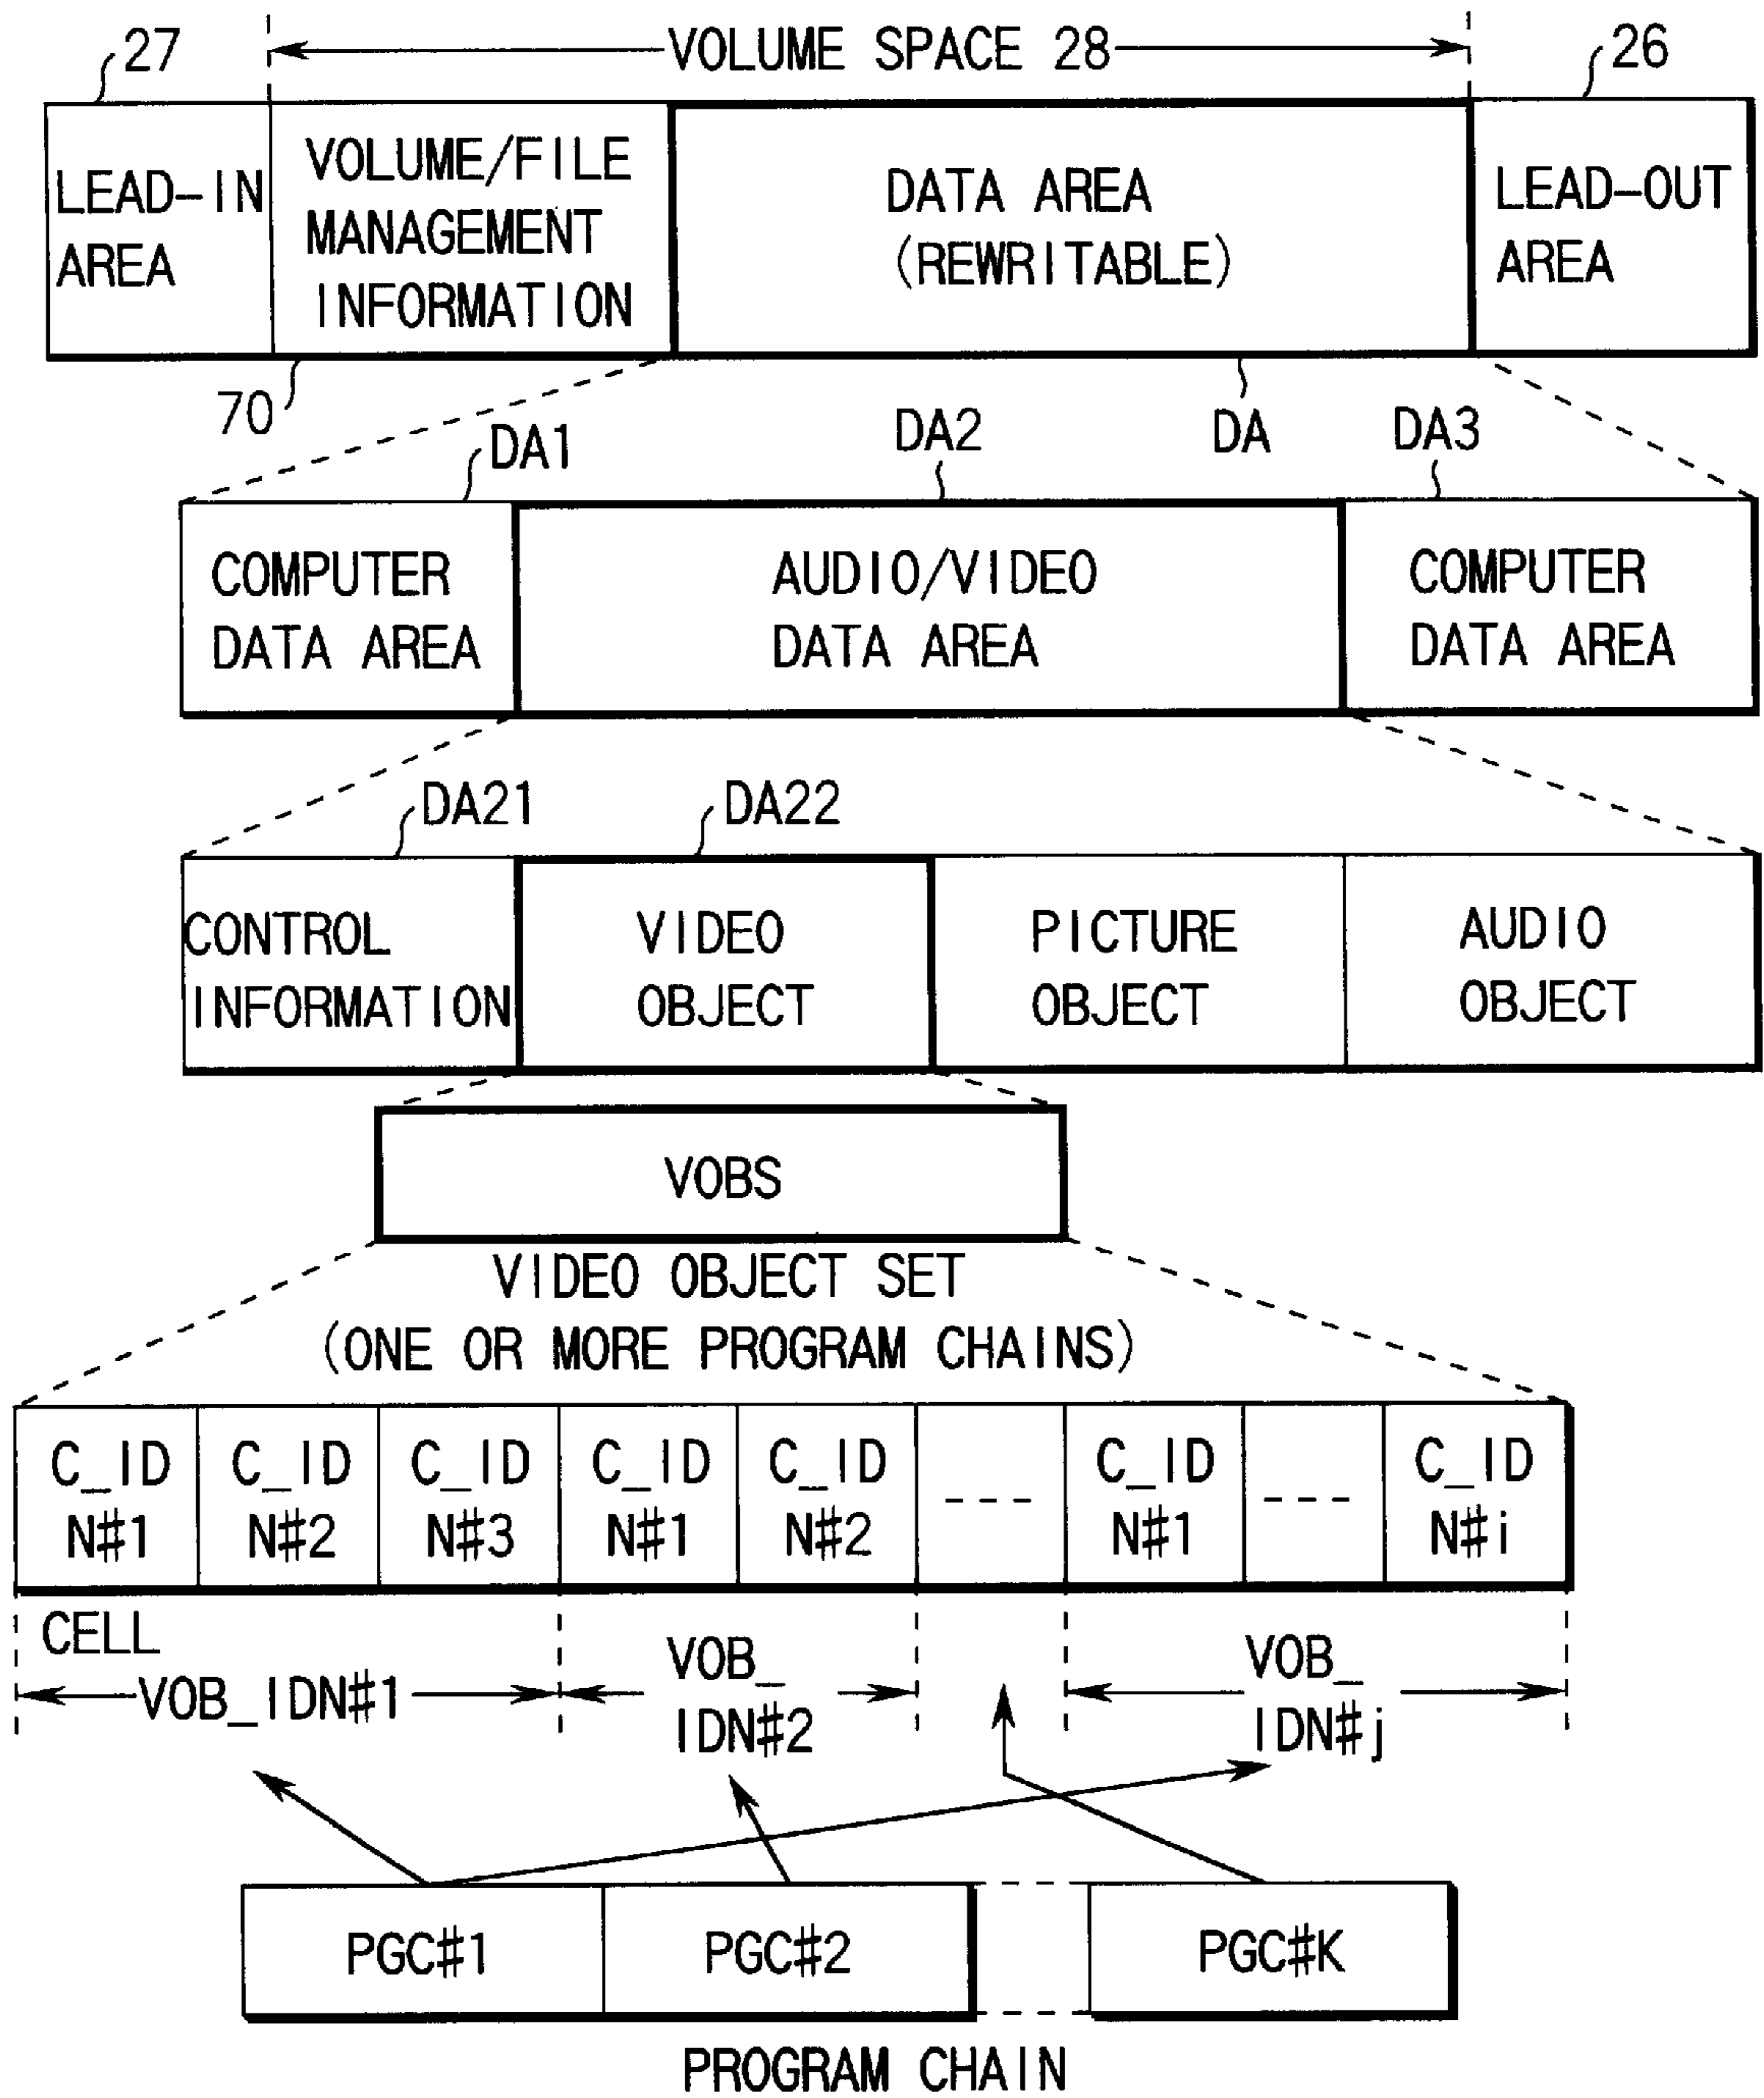 27
VOLUME SPACE 28
26
LEAD-IN
AREA
VOLUME/FILE
MANAGEMENT
INFORMATION
DATA AREA
(REWRITABLE)
LEAD-OUT
AREA
70
DA1
DA2
DA
DA3
COMPUTER
DATA AREA
AUDIO/VIDEO
DATA AREA
COMPUTER
DATA AREA
DA21
DA22
CONTROL
INFORMATION
VIDEO
OBJECT
PICTURE
OBJECT
AUDIO
OBJECT
VOBS
VIDEO OBJECT SET
(ONE OR MORE PROGRAM CHAINS)
C_ID
N#1
C_ID
N#2
C_ID
N#3
C_ID
N#1
C_ID
N#2
----
C_ID
N#1
----
C_ID
N#i
CELL
VOB_IDN#1
VOB_
IDN#2
VOB_
IDN#j
PGC#1
PGC#2
PGC#K
PROGRAM CHAIN